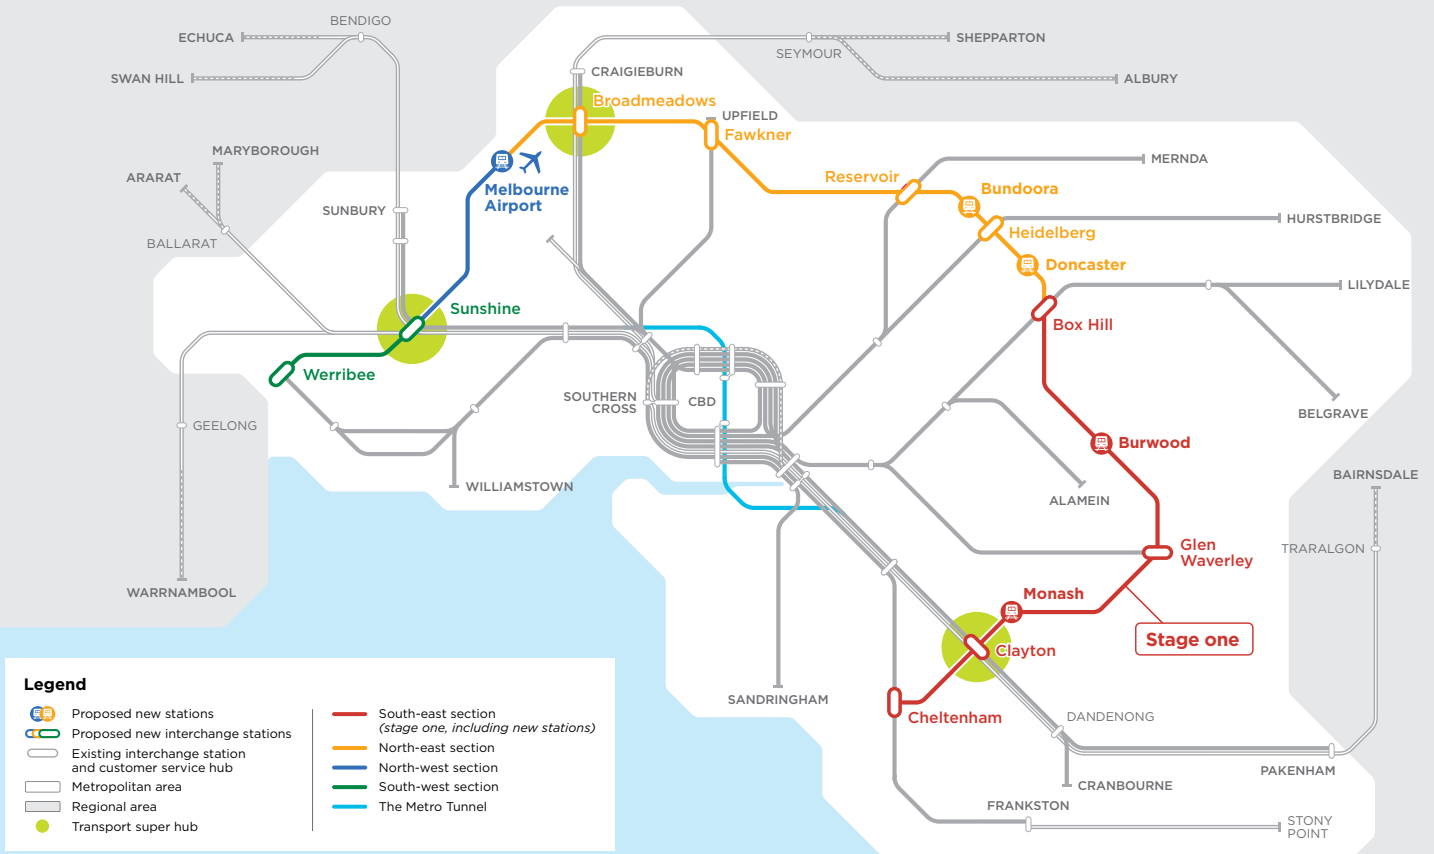 BENDIGO
ECHUCA
SHEPPARTON
SEYMOUR
SWAN HILL
CRAIGIEBURN
ALBURY
Broadmeadows
UPFIELD
Fawkner
MARYBOROUGH
MERNDA
ARARAT
Reservoir
Bundoora
Melbourne
Airport
SUNBURY
HURSTBRIDGE
Heidelberg
BALLARAT
Doncaster
LILYDALE
Sunshine
Box Hill
Werribee
SOUTHERN
CROSS
CBD
BELGRAVE
GEELONG
Burwood
BAIRNSDALE
WILLIAMSTOWN
ALAMEIN
Glen
Waverley
TRARALGON
WARRNAMBOOL
Monash
Stage one
Clayton
SANDRINGHAM
Cheltenham
DANDENONG
PAKENHAM
CRANBOURNE
FRANKSTON
STONY
POINT
Legend
Proposed new stations
Proposed new interchange stations
Existing interchange station
and customer service hub
Metropolitan area
Regional area
Transport super hub
South-east section
(stage one, including new stations)
North-east section
North-west section
South-west section
The Metro Tunnel